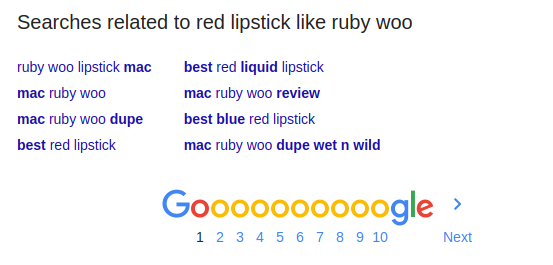 Searches related to red lipstick like ruby woo
ruby woo lipstick mac
mac ruby woo
mac ruby woo dupe
best red lipstick
best red liquid lipstick
mac ruby woo review
best blue red lipstick
mac ruby woo dupe wet n wild
Goooooooooogle >
1 2 3 4 5 6 7 8 9 10 Next